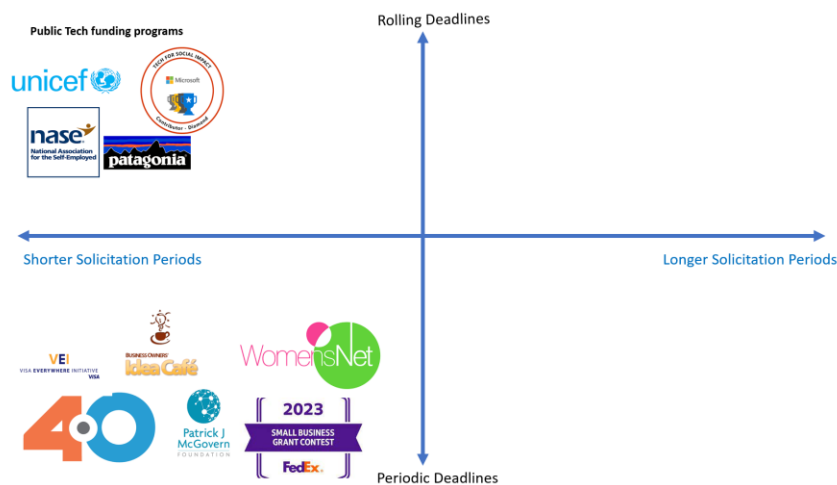 Rolling Deadlines
Public Tech funding programs
unicef
TECH FOR SOCIAL IMPACT
Microsoft
Contributor - Diamond
nase
National Association
for the Self-Employed
patagonia
Shorter Solicitation Periods
Longer Solicitation Periods
VEI
VISA EVERYWHERE INITIATIVE
VISA
BUSINESS OWNERS'
Idea Café
WomensNet
40
Patrick J
McGovern
FOUNDATION
2023
SMALL BUSINESS
GRANT CONTEST
FedEx
Periodic Deadlines